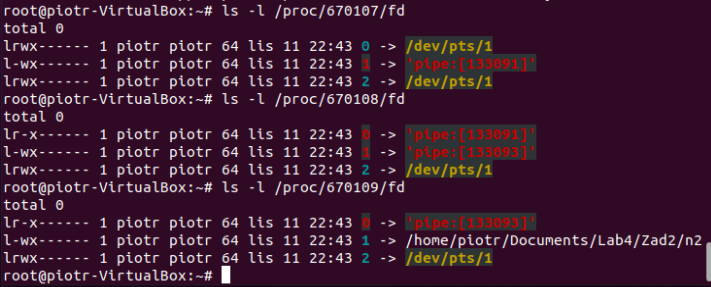 root@piotr-VirtualBox:~# ls -l /proc/670107/fd
total 0
lrwx------ 1 piotr piotr 64 lis 11 22:43 0 -> /dev/pts/1
l-wx------ 1 piotr piotr 64 lis 11 22:43 1 -> 'pipe:[133091]'
lrwx------ 1 piotr piotr 64 lis 11 22:43 2 -> /dev/pts/1
root@piotr-VirtualBox:~# ls -l /proc/670108/fd
total 0
lr-x------ 1 piotr piotr 64 lis 11 22:43 0 -> 'pipe:[133091]'
l-wx------ 1 piotr piotr 64 lis 11 22:43 1 -> 'pipe:[133093]'
lrwx------ 1 piotr piotr 64 lis 11 22:43 2 -> /dev/pts/1
root@piotr-VirtualBox:~# ls -l /proc/670109/fd
total 0
lr-x------ 1 piotr piotr 64 lis 11 22:43 0 -> 'pipe:[133093]'
l-wx------ 1 piotr piotr 64 lis 11 22:43 1 -> /home/piotr/Documents/Lab4/Zad2/n2
lrwx------ 1 piotr piotr 64 lis 11 22:43 2 -> /dev/pts/1
root@piotr-VirtualBox:~#